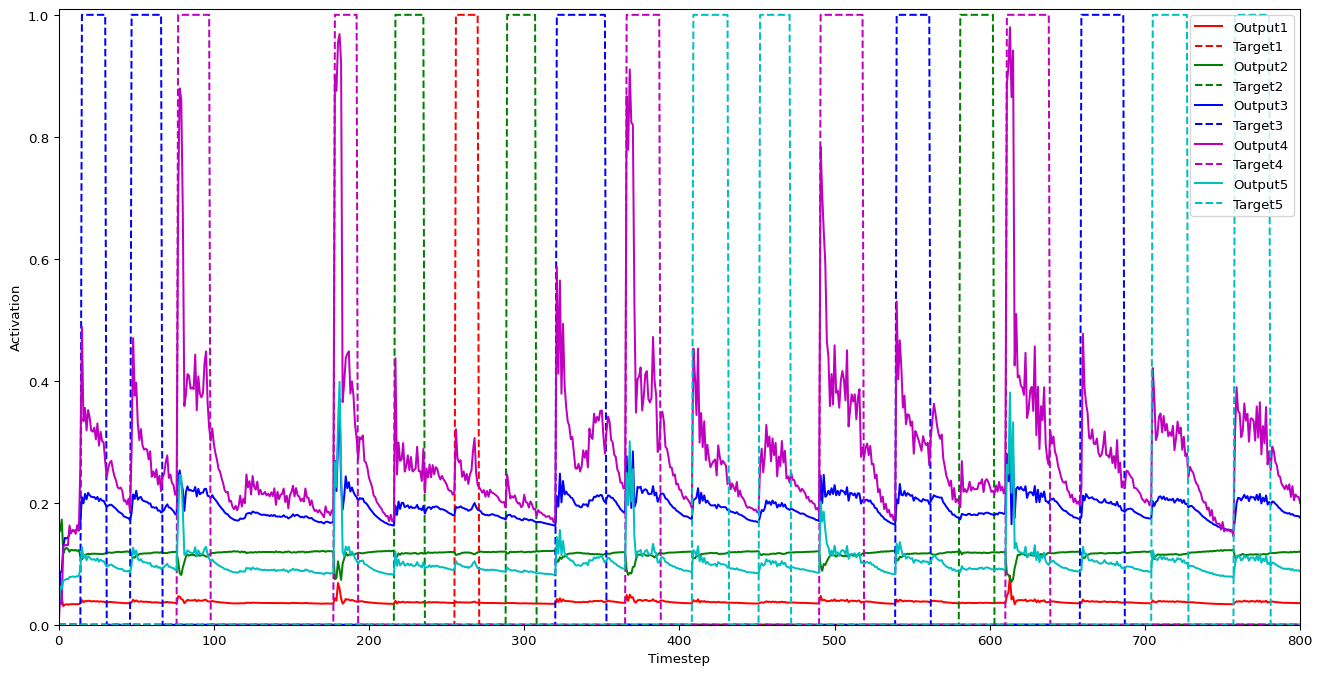 1.0
0.8
0.6
0.4
0.2
0.0
Activation
0
100
200
300
400
500
600
700
800
Timestep
Output1
Target1
Output2
Target2
Output3
Target3
Output4
Target4
Output5
Target5